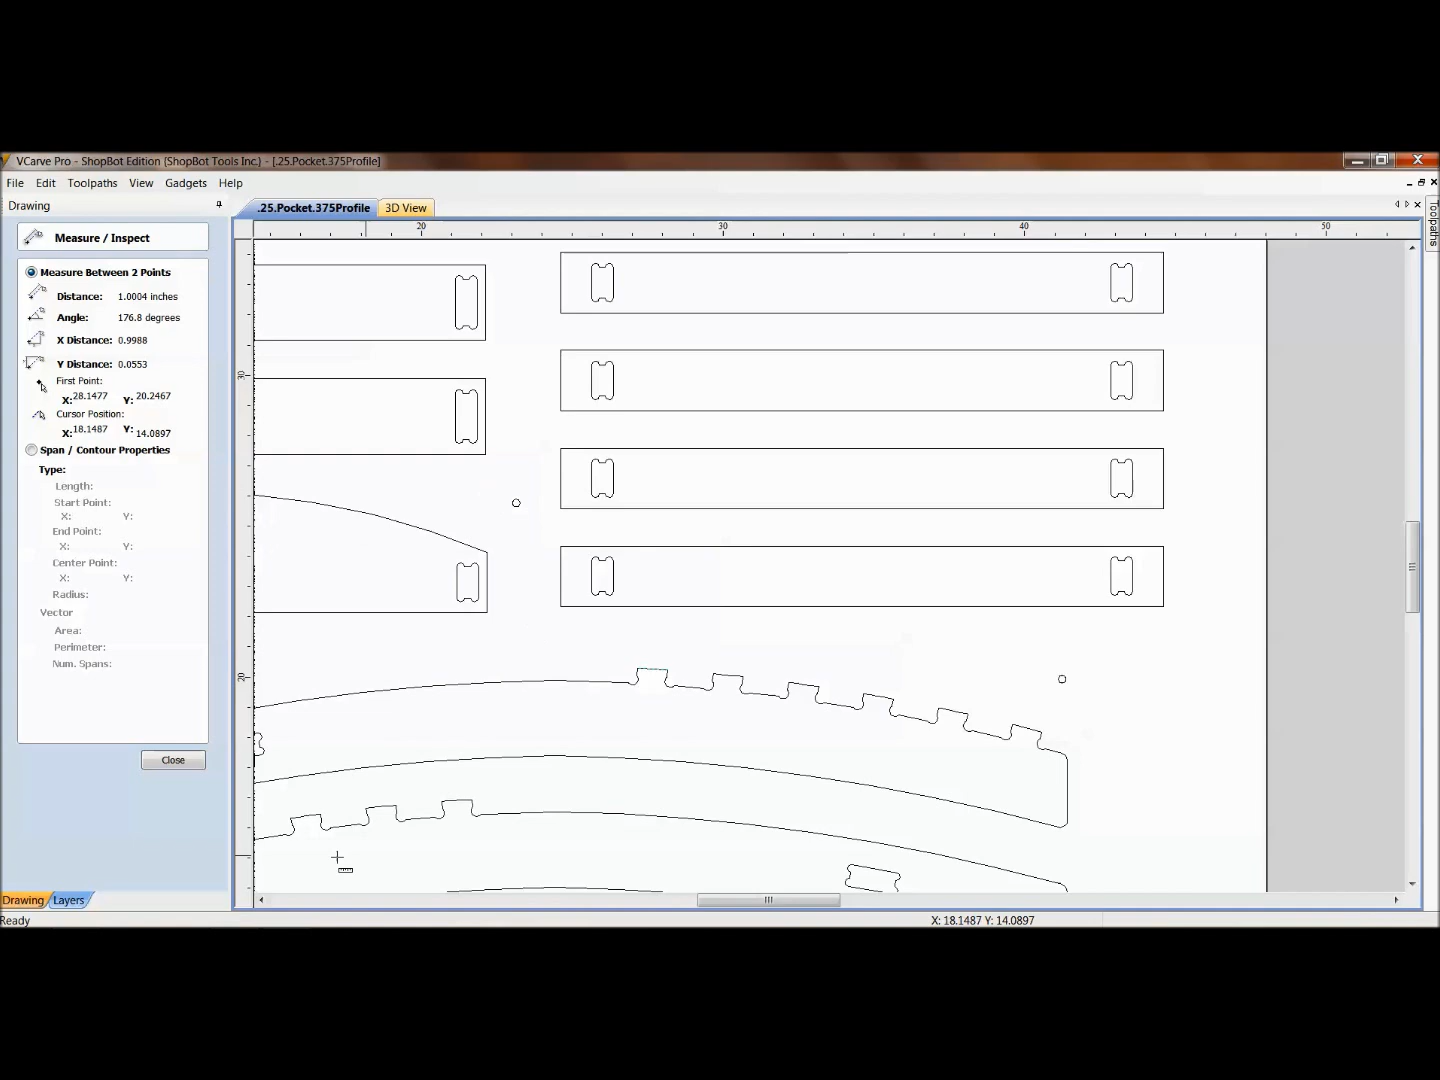 VCarve Pro - ShopBot Edition {ShopBot Tools Inc.} - [.25.Pocket.375Profile]
File Edit Toolpaths View Gadgets Help
Drawing
.25.Pocket.375Profile 3D View
Toolpaths
20 30 40 50
Measure / Inspect
Measure Between 2 Points
Distance: 1.0004 inches
Angle: 176.8 degrees
X Distance: 0.9988
Y Distance: 0.0553
First Point:
X: 28.1477 Y: 20.2467
Cursor Position:
X: 18.1487 Y: 14.0897
Span / Contour Properties
Type:
Length:
Start Point:
X: Y:
End Point:
X: Y:
Center Point:
X: Y:
Radius:
Vector
Area:
Perimeter:
Num. Spans:
Close
30
20
Drawing Layers
Ready
X: 18.1487 Y: 14.0897